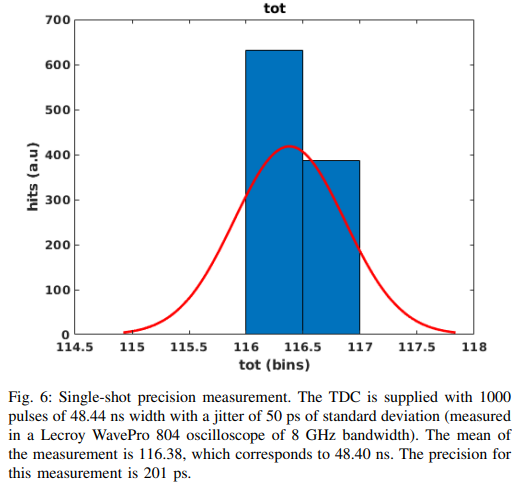 tot
700
600
500
400
300
200
100
0
hits (a.u)
114.5 115 115.5 116 116.5 117 117.5 118
tot (bins)
Fig. 6: Single-shot precision measurement. The TDC is supplied with 1000
pulses of 48.44 ns width with a jitter of 50 ps of standard deviation (measured
in a Lecroy WavePro 804 oscilloscope of 8 GHz bandwidth). The mean of
the measurement is 116.38, which corresponds to 48.40 ns. The precision for
this measurement is 201 ps.